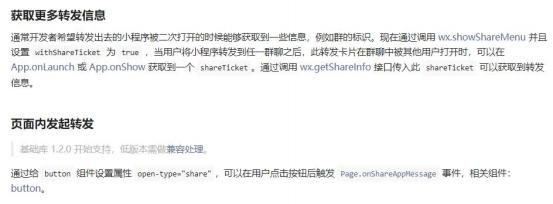 获取更多转发信息
通常开发者希望转发出去的小程序被二次打开的时候能够获取到一些信息，例如群的标识。现在通过调用 wx.showShareMenu 并且
设置 withShareTicket 为 true ，当用户将小程序转发到任一群聊之后，此转发卡片在群聊中被其他用户打开时，可以在
App.onLaunch 或 App.onShow 获取到一个 shareTicket 。通过调用 wx.getShareInfo 接口传入此 shareTicket 可以获取到转发
信息。
页面内发起转发
基础库 1.2.0 开始支持，低版本需做兼容处理。
通过给 button 组件设置属性 open-type="share" ，可以在用户点击按钮后触发 Page.onShareAppMessage 事件，相关组件：
button。